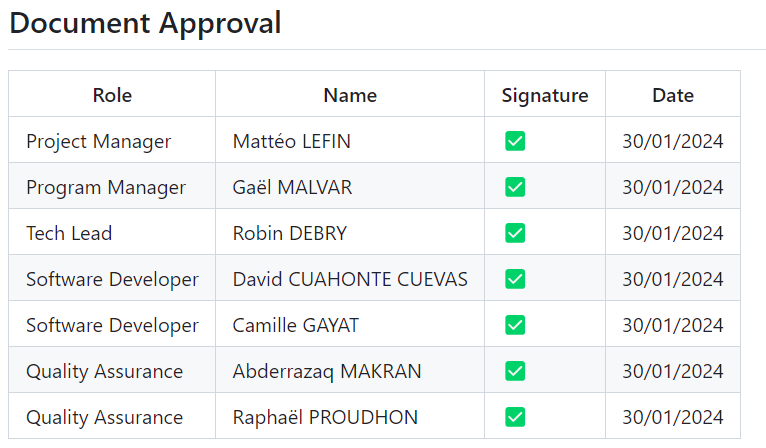 Document Approval
Role Name Signature Date
Project Manager Mattéo LEFIN ✅ 30/01/2024
Program Manager Gaël MALVAR ✅ 30/01/2024
Tech Lead Robin DEBRY ✅ 30/01/2024
Software Developer David CUAHONTE CUEVAS ✅ 30/01/2024
Software Developer Camille GAYAT ✅ 30/01/2024
Quality Assurance Abderrazaq MAKRAN ✅ 30/01/2024
Quality Assurance Raphaël PROUDHON ✅ 30/01/2024